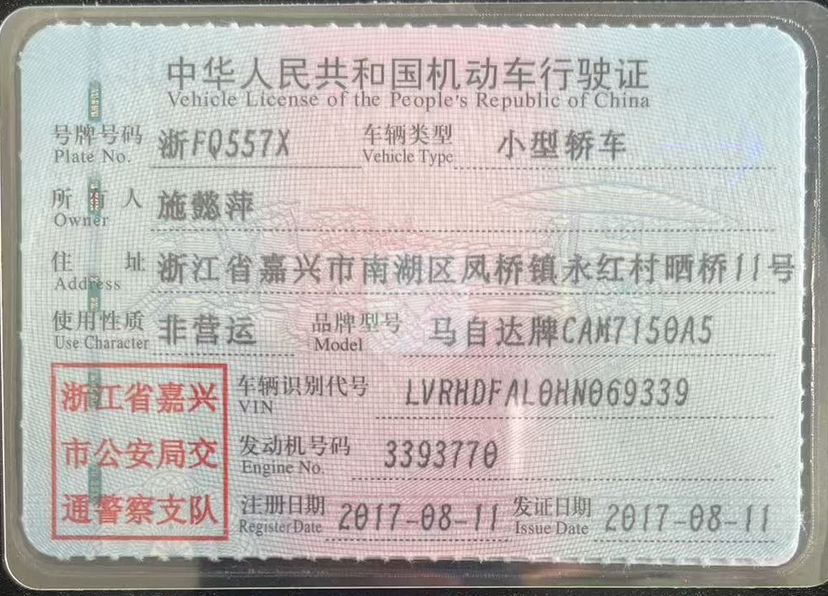 中华人民共和国机动车行驶证
Vehicle License of the People's Republic of China
号牌号码 浙FQ557X 车辆类型 小型轿车
Plate No. Vehicle Type
所有人 施懿萍
Owner
住址 浙江省嘉兴市南湖区凤桥镇永红村晒桥11号
Address
使用性质 非营运 品牌型号 马自达牌CAM7150A5
Use Character Model
浙江省嘉兴
市公安局交
通警察支队
车辆识别代号 LVRHDFAL0HN069339
VIN
发动机号码 3393770
Engine No.
注册日期 2017-08-11 发证日期 2017-08-11
Register Date Issue Date